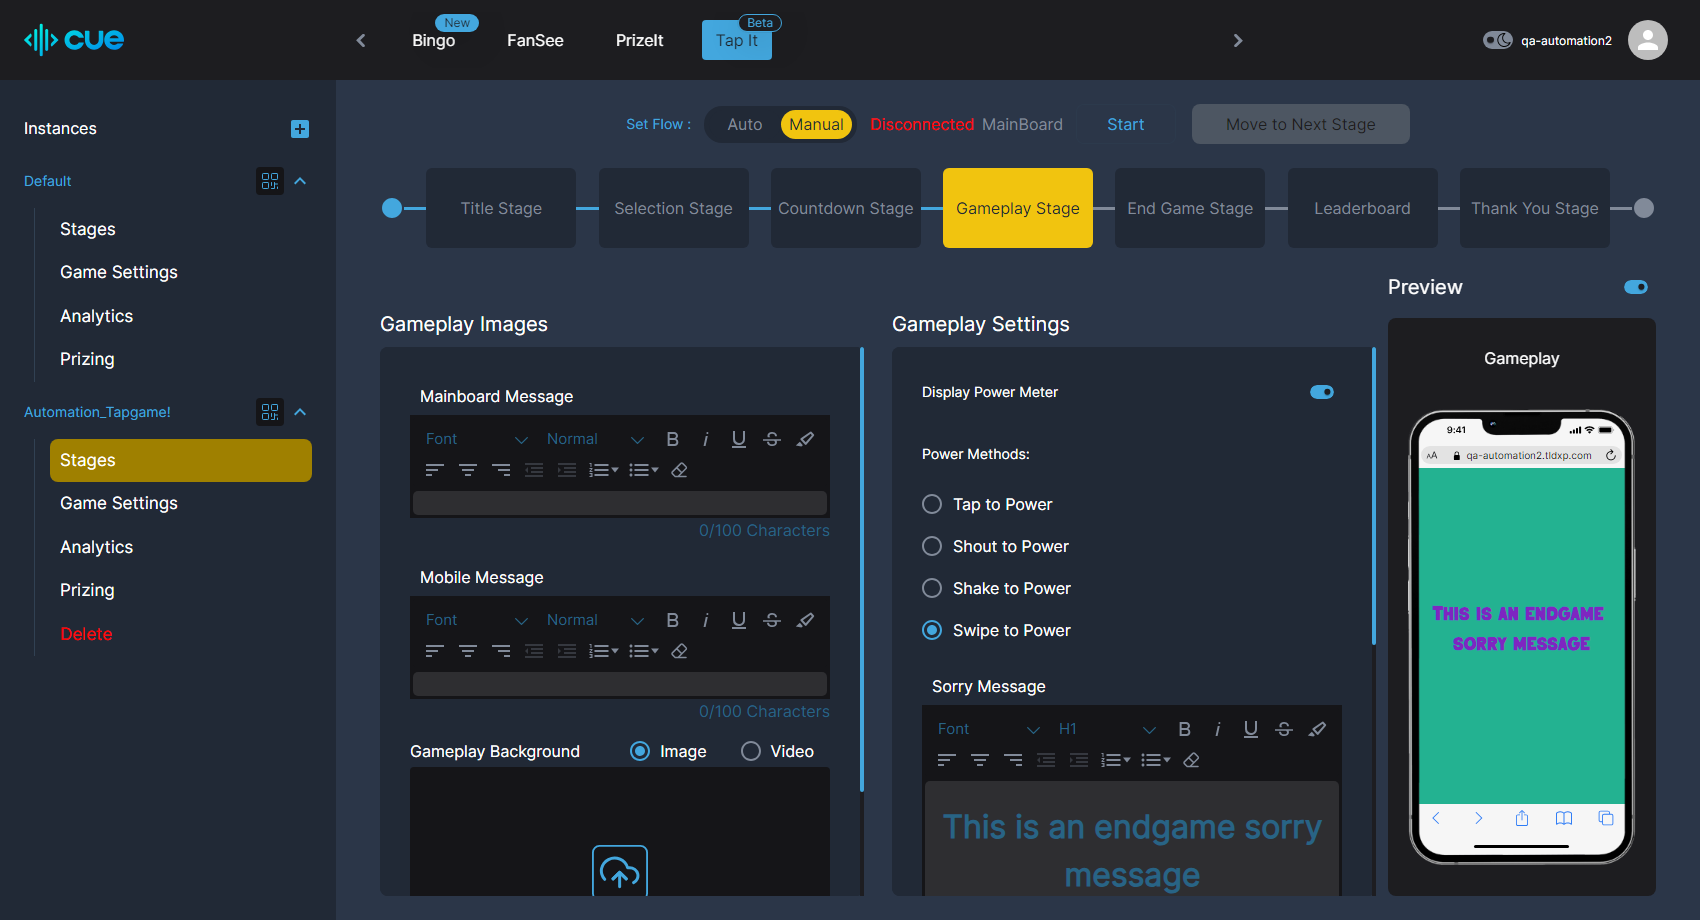 cue
New
Bingo
FanSee
PrizeIt
Beta
Tap It
qa-automation2
Instances
Default
Stages
Game Settings
Analytics
Prizing
Automation_Tapgame!
Stages
Game Settings
Analytics
Prizing
Delete
Set Flow :
Auto
Manual
Disconnected MainBoard
Start
Move to Next Stage
Title Stage
Selection Stage
Countdown Stage
Gameplay Stage
End Game Stage
Leaderboard
Thank You Stage
Gameplay Images
Mainboard Message
Font
Normal
B i U S
0/100 Characters
Mobile Message
Font
Normal
B i U S
0/100 Characters
Gameplay Background
Image
Video
Gameplay Settings
Display Power Meter
Power Methods:
Tap to Power
Shout to Power
Shake to Power
Swipe to Power
Sorry Message
Font
H1
B i U S
This is an endgame sorry
message
Preview
Gameplay
9:41
AA
qa-automation2.tldxp.com
This is an endgame
sorry message